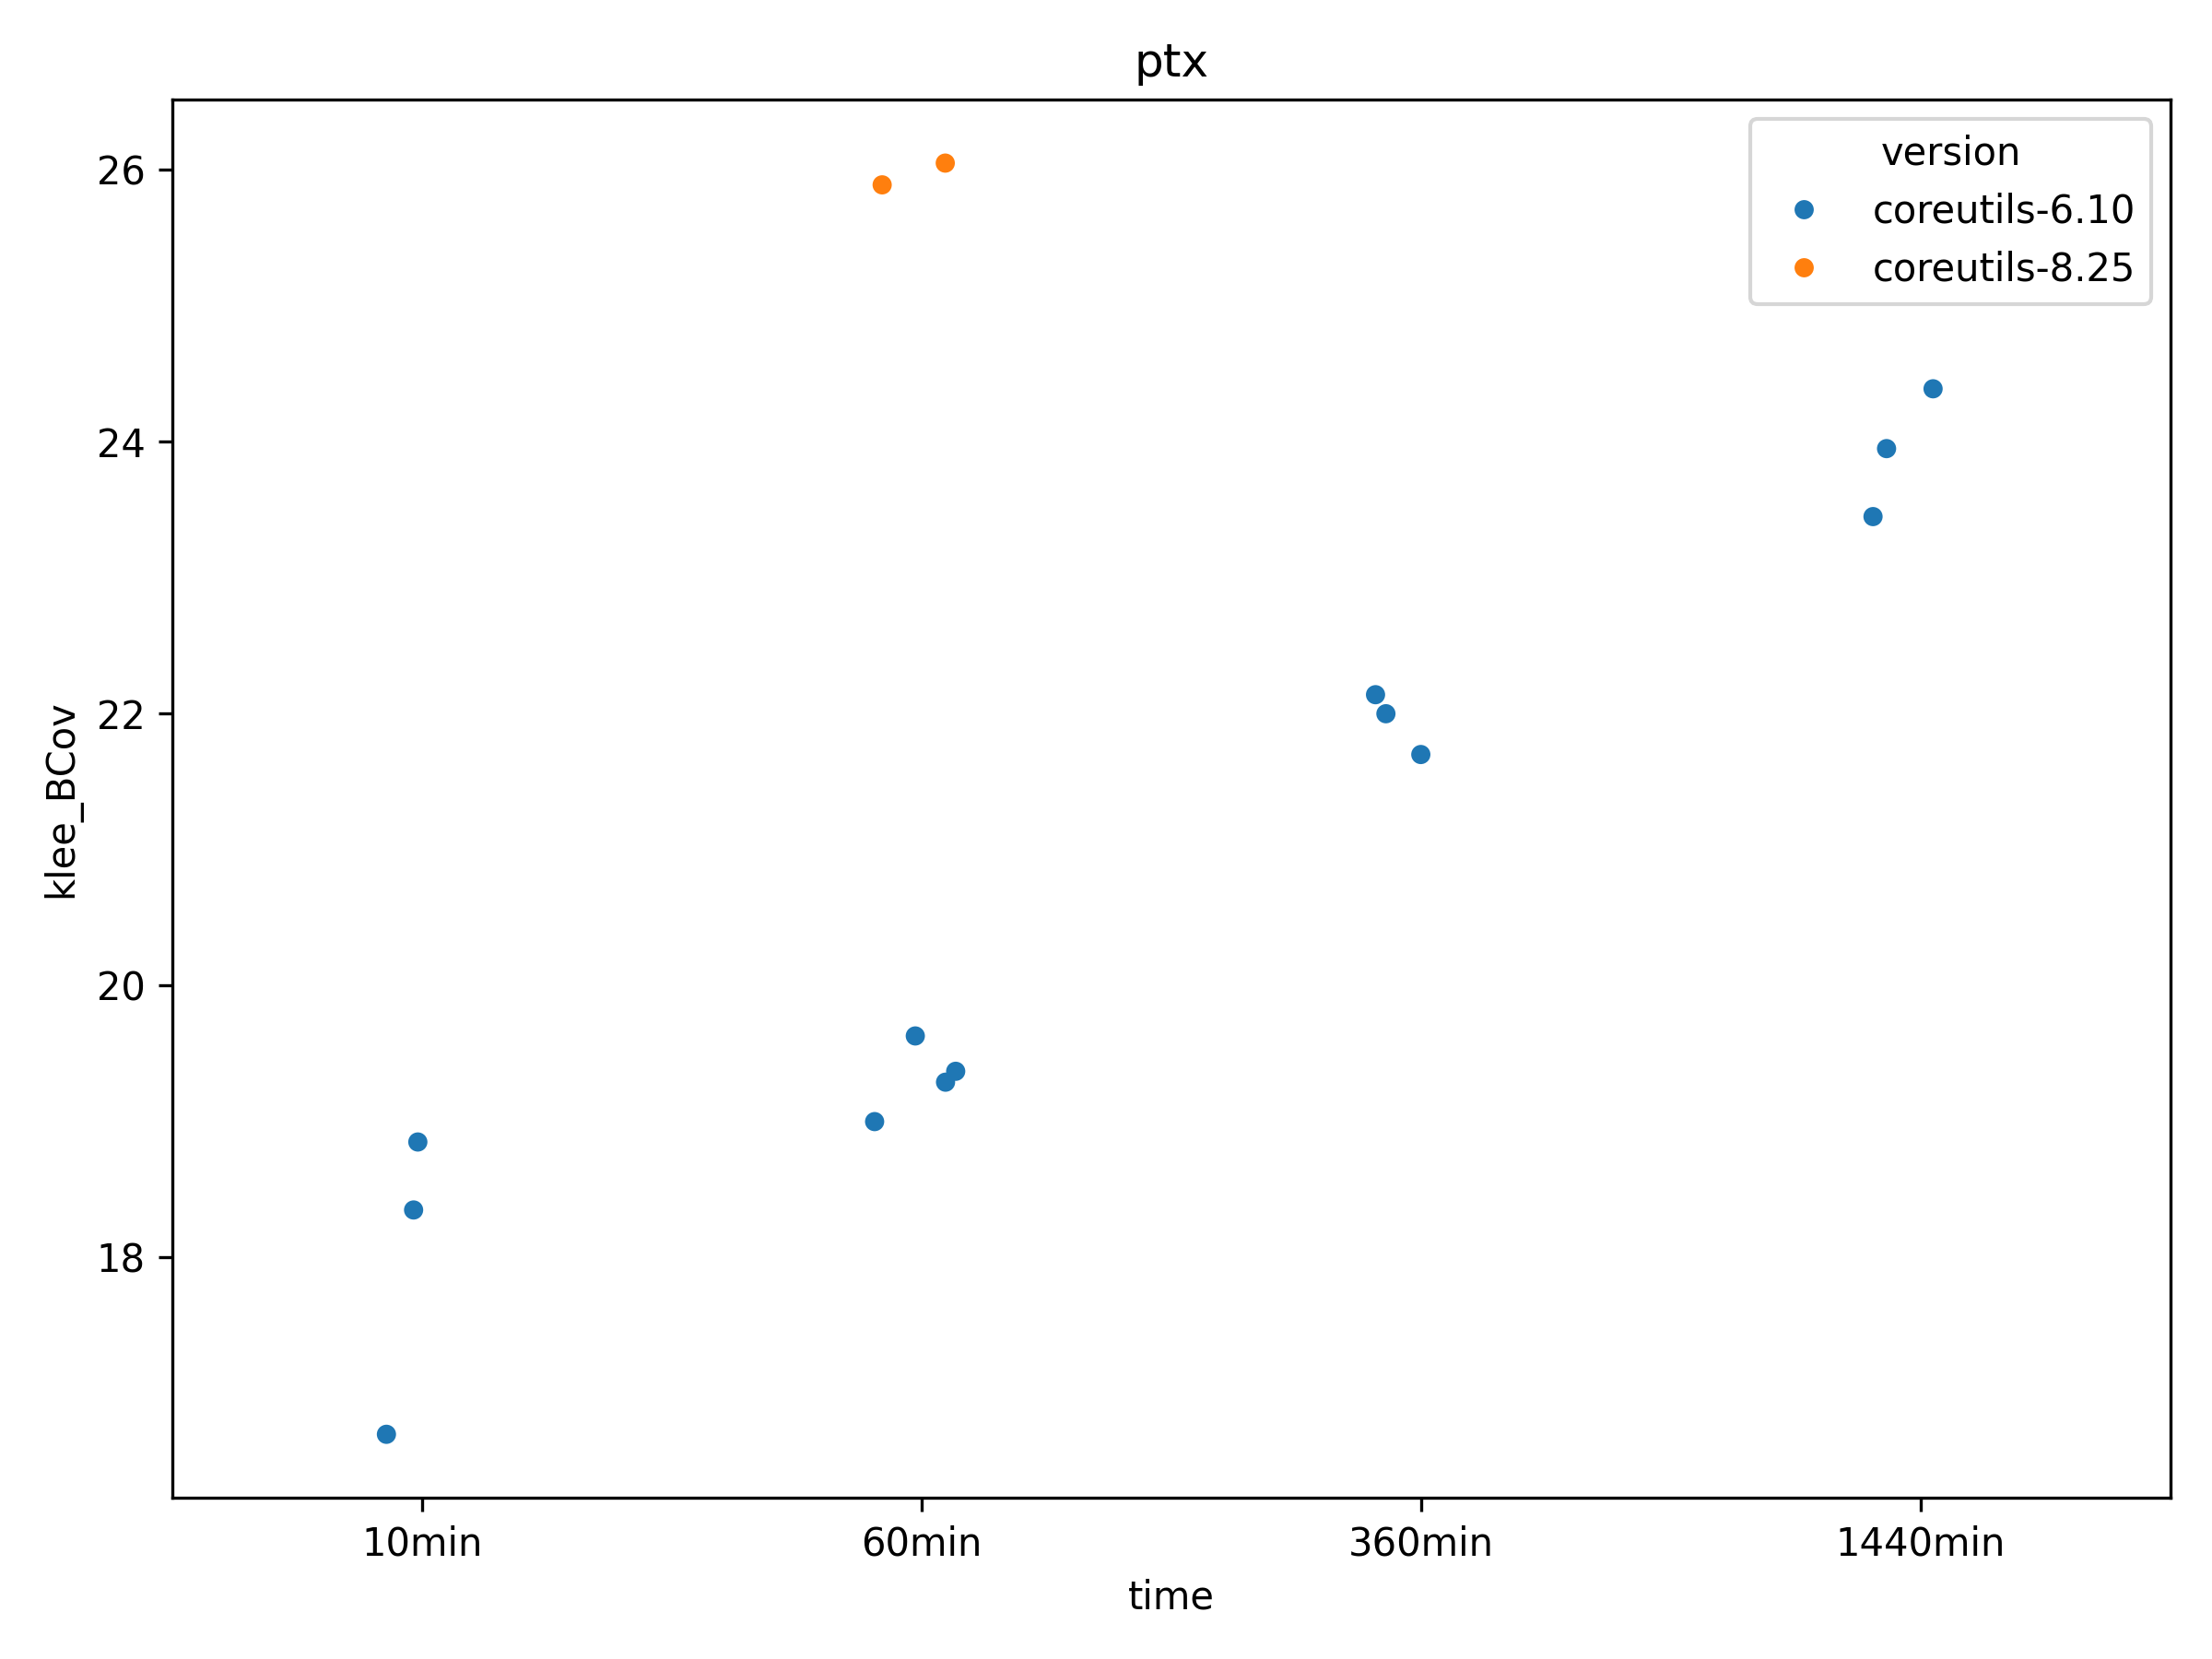 ptx
version
coreutils-6.10
coreutils-8.25
26
24
22
20
18
klee_BCov
10min
60min
360min
1440min
time